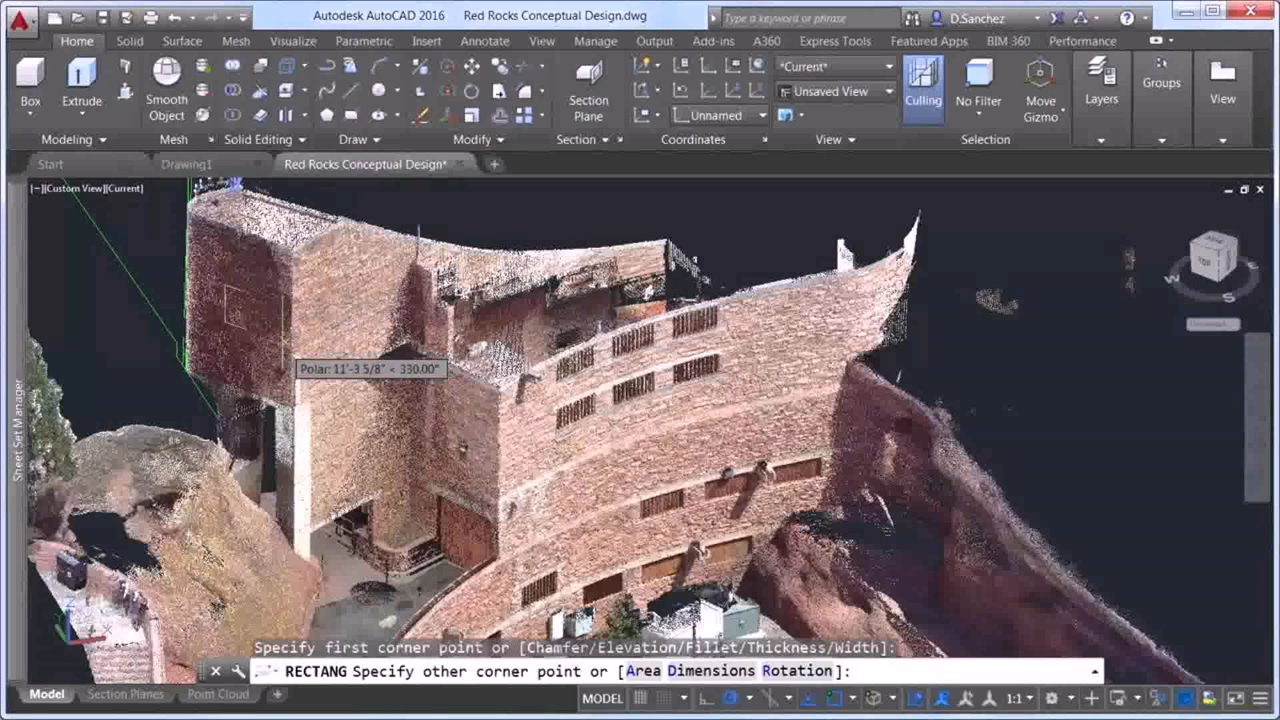 Autodesk AutoCAD 2016 Red Rocks Conceptual Design.dwg Type a keyword or phrase D.Sanchez
Home Solid Surface Mesh Visualize Parametric Insert Annotate View Manage Output Add-ins A360 Express Tools Featured Apps BIM 360 Performance
*Current*
Unsaved View
Unnamed
Box Extrude Smooth Object Section Plane Culling No Filter Move Gizmo Layers Groups View
Modeling Mesh Solid Editing Draw Modify Section Coordinates View Selection
Start Drawing1 Red Rocks Conceptual Design* +
[−][Custom View][Current]
TOP
W
S
Polar: 11'-3 5/8" < 330.00°
Sheet Set Manager
Specify first corner point or [Chamfer/Elevation/Fillet/Thickness/Width]:
RECTANG Specify other corner point or [Area Dimensions Rotation]:
Model Section Planes Point Cloud + MODEL 1:1